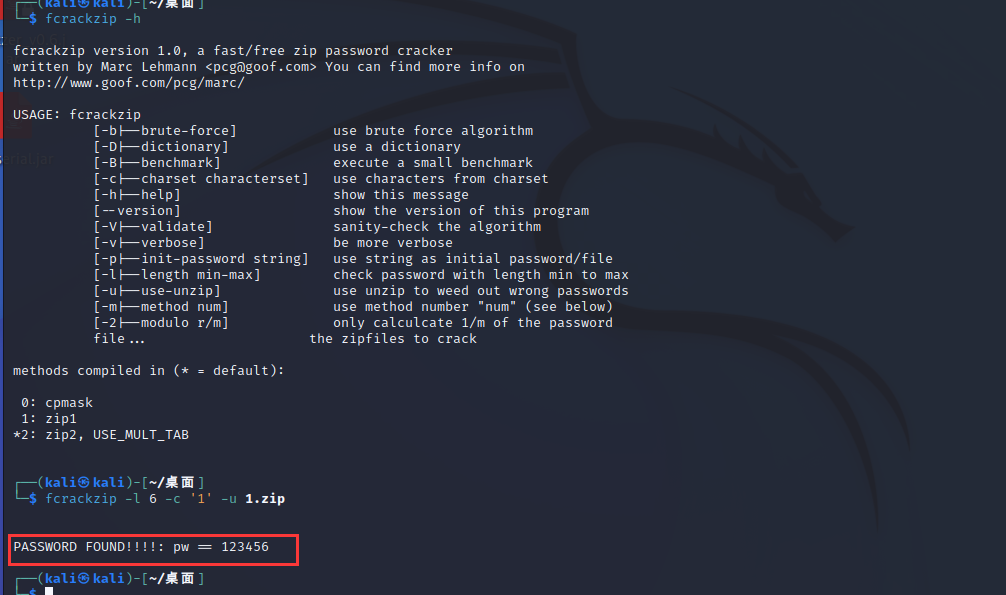 ┌──(kali㉿kali)-[~/桌面]
└─$ fcrackzip -h
fcrackzip version 1.0, a fast/free zip password cracker
written by Marc Lehmann <pcg@goof.com> You can find more info on
http://www.goof.com/pcg/marc/
USAGE: fcrackzip
[-b|--brute-force] use brute force algorithm
[-D|--dictionary] use a dictionary
[-B|--benchmark] execute a small benchmark
[-c|--charset characterset] use characters from charset
[-h|--help] show this message
[--version] show the version of this program
[-V|--validate] sanity-check the algorithm
[-v|--verbose] be more verbose
[-p|--init-password string] use string as initial password/file
[-l|--length min-max] check password with length min to max
[-u|--use-unzip] use unzip to weed out wrong passwords
[-m|--method num] use method number "num" (see below)
[-2|--modulo r/m] only calculcate 1/m of the password
file... the zipfiles to crack
methods compiled in (* = default):
0: cpmask
1: zip1
*2: zip2, USE_MULT_TAB
┌──(kali㉿kali)-[~/桌面]
└─$ fcrackzip -l 6 -c '1' -u 1.zip
PASSWORD FOUND!!!!: pw == 123456
┌──(kali㉿kali)-[~/桌面]
└─$